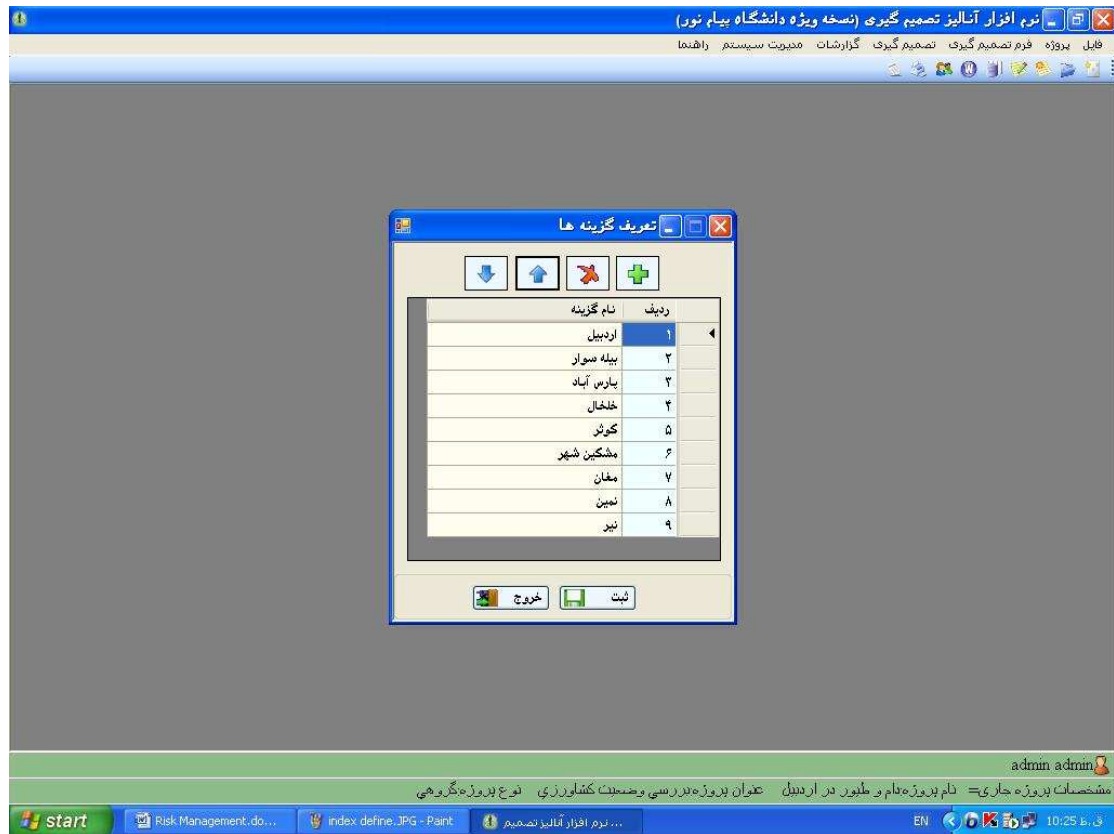 نرم افزار آنالیز تصمیم گیری (نسخه ویژه دانشگاه پیام نور)
فایل پروژه فرم تصمیم گیری تصمیم گیری گزارشات مدیریت سیستم راهنما
تعریف گزینه ها
ردیف نام گزینه
۱ اردبیل
۲ بیله سوار
۳ پارس آباد
۴ خلخال
۵ کوثر
۶ مشگین شهر
۷ مغان
۸ نمین
۹ نیر
ثبت خروج
admin admin
مشخصات پروژه جاری= نام پروژه:دام و طیور در اردبیل عنوان پروژه:بررسی وضعیت کشاورزی نوع پروژه:گروهی
start Risk Management.do... index define.JPG - Paint نرم افزار آنالیز تصمیم ... EN 10:25 ق.ظ